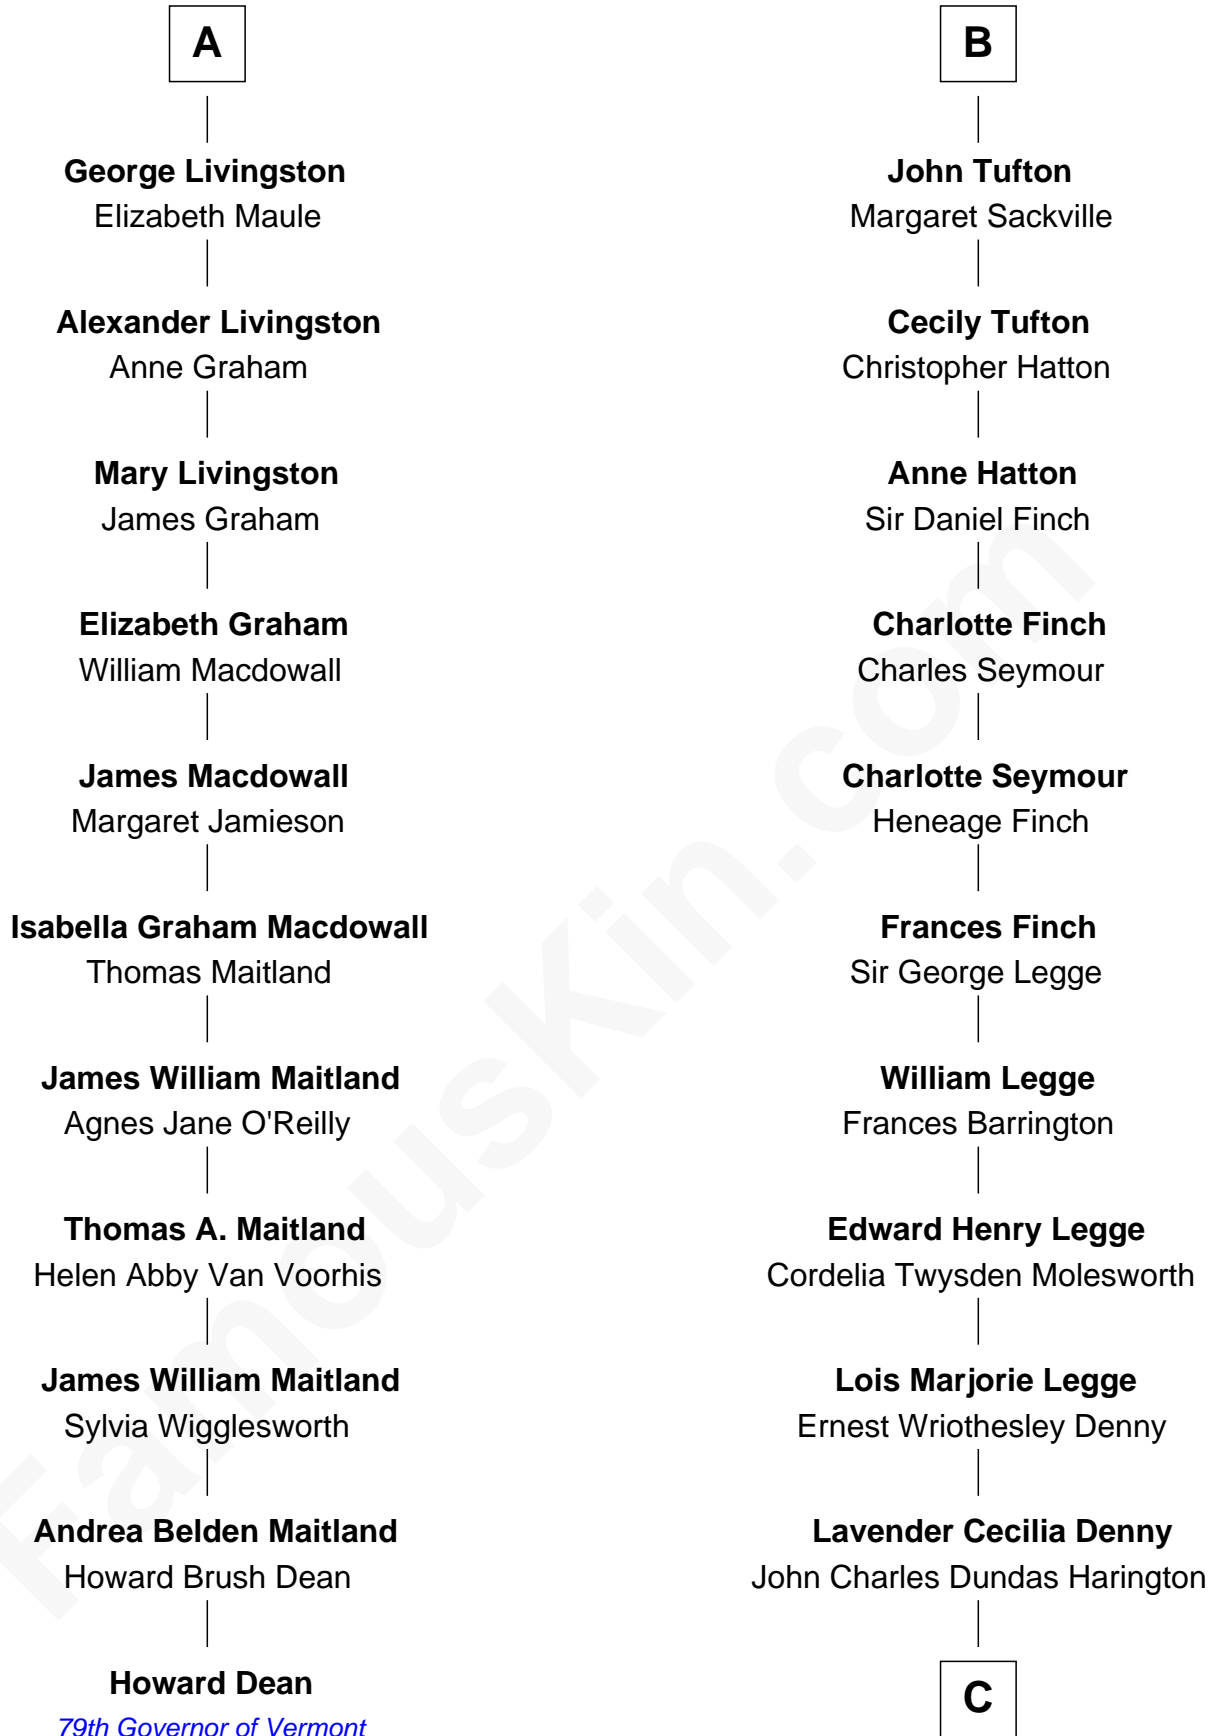 A
George Livingston
Elizabeth Maule
Alexander Livingston
Anne Graham
Mary Livingston
James Graham
Elizabeth Graham
William Macdowall
James Macdowall
Margaret Jamieson
Isabella Graham Macdowall
Thomas Maitland
James William Maitland
Agnes Jane O'Reilly
Thomas A. Maitland
Helen Abby Van Voorhis
James William Maitland
Sylvia Wigglesworth
Andrea Belden Maitland
Howard Brush Dean
Howard Dean
79th Governor of Vermont
B
John Tufton
Margaret Sackville
Cecily Tufton
Christopher Hatton
Anne Hatton
Sir Daniel Finch
Charlotte Finch
Charles Seymour
Charlotte Seymour
Heneage Finch
Frances Finch
Sir George Legge
William Legge
Frances Barrington
Edward Henry Legge
Cordelia Twysden Molesworth
Lois Marjorie Legge
Ernest Wriothesley Denny
Lavender Cecilia Denny
John Charles Dundas Harington
C
FamousKin.com